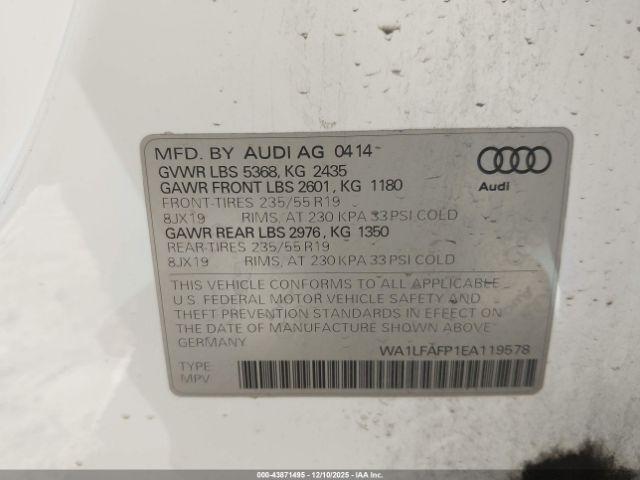 MFD. BY AUDI AG 0414
GVWR LBS 5368, KG 2435
GAWR FRONT LBS 2601, KG 1180
FRONT-TIRES 235/55 R19
8JX19 RIMS, AT 230 KPA 33 PSI COLD
GAWR REAR LBS 2976, KG 1350
REAR-TIRES 235/55 R19
8JX19 RIMS, AT 230 KPA 33 PSI COLD
Audi
THIS VEHICLE CONFORMS TO ALL APPLICABLE
U.S. FEDERAL MOTOR VEHICLE SAFETY AND
THEFT PREVENTION STANDARDS IN EFFECT ON
THE DATE OF MANUFACTURE SHOWN ABOVE.
GERMANY
WA1LFAFP1EA119578
TYPE:
MPV
00-43871495 - 12/10/2025 - IAAI.COM